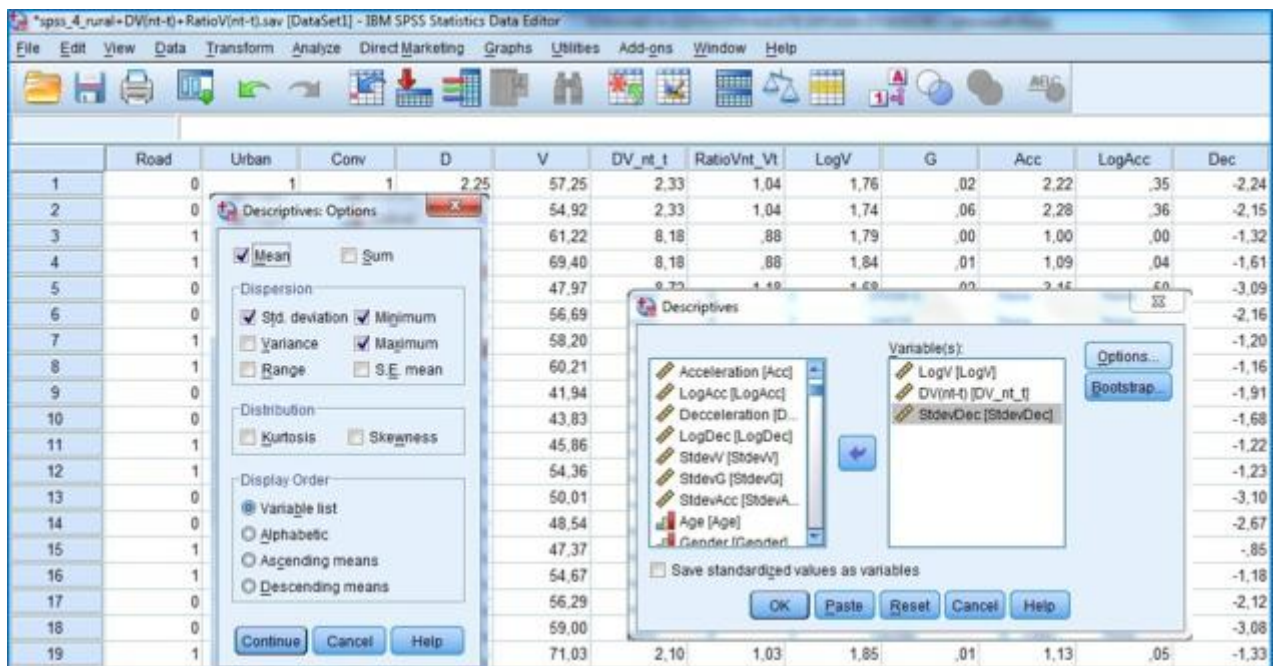 *spss_4_rural+DV(nt-t)+RatioV(nt-t).sav [DataSet1] - IBM SPSS Statistics Data Editor
File Edit View Data Transform Analyze Direct Marketing Graphs Utilities Add-ons Window Help
Road Urban Conv D V DV_nt_t RatioVnt_Vt LogV G Acc LogAcc Dec
1 0 1 1 2,25 57,25 2,33 1,04 1,76 ,02 2,22 ,35 -2,24
2 0 54,92 2,33 1,04 1,74 ,06 2,28 ,36 -2,15
3 1 61,22 8,18 ,88 1,79 ,00 1,00 ,00 -1,32
4 1 69,40 8,18 ,88 1,84 ,01 1,09 ,04 -1,61
5 0 47,97 -3,09
6 0 56,69 -2,16
7 1 58,20 -1,20
8 1 60,21 -1,16
9 0 41,94 -1,91
10 0 43,83 -1,68
11 1 45,86 -1,22
12 1 54,36 -1,23
13 0 50,01 -3,10
14 0 48,54 -2,67
15 1 47,37 -,85
16 1 54,67 -1,18
17 0 56,29 -2,12
18 0 59,00 -3,08
19 1 71,03 2,10 1,03 1,85 ,01 1,13 ,05 -1,33
Descriptives: Options
Mean Sum
Dispersion
Std. deviation Minimum
Variance Maximum
Range S.E. mean
Distribution
Kurtosis Skewness
Display Order
Variable list
Alphabetic
Ascending means
Descending means
Continue Cancel Help
Descriptives
Variable(s):
Acceleration [Acc]
LogAcc [LogAcc]
Decceleration [D...
LogDec [LogDec]
StdevV [StdevV]
StdevG [StdevG]
StdevAcc [StdevA...
Age [Age]
Gender [Gender]
LogV [LogV]
DV(nt-t) [DV_nt_t]
StdevDec [StdevDec]
Options...
Bootstrap...
Save standardized values as variables
OK Paste Reset Cancel Help